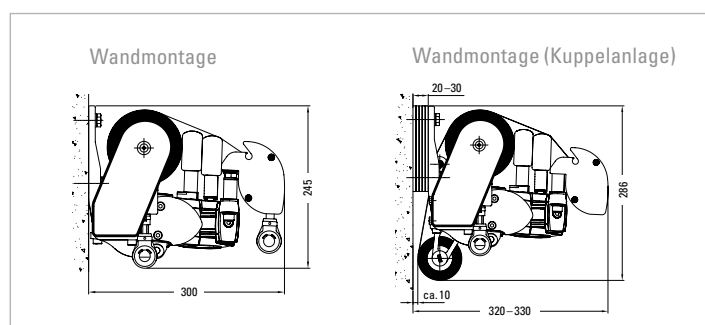 Wandmontage
Wandmontage (Kuppelanlage)
20–30
245
286
300
ca. 10
320–330